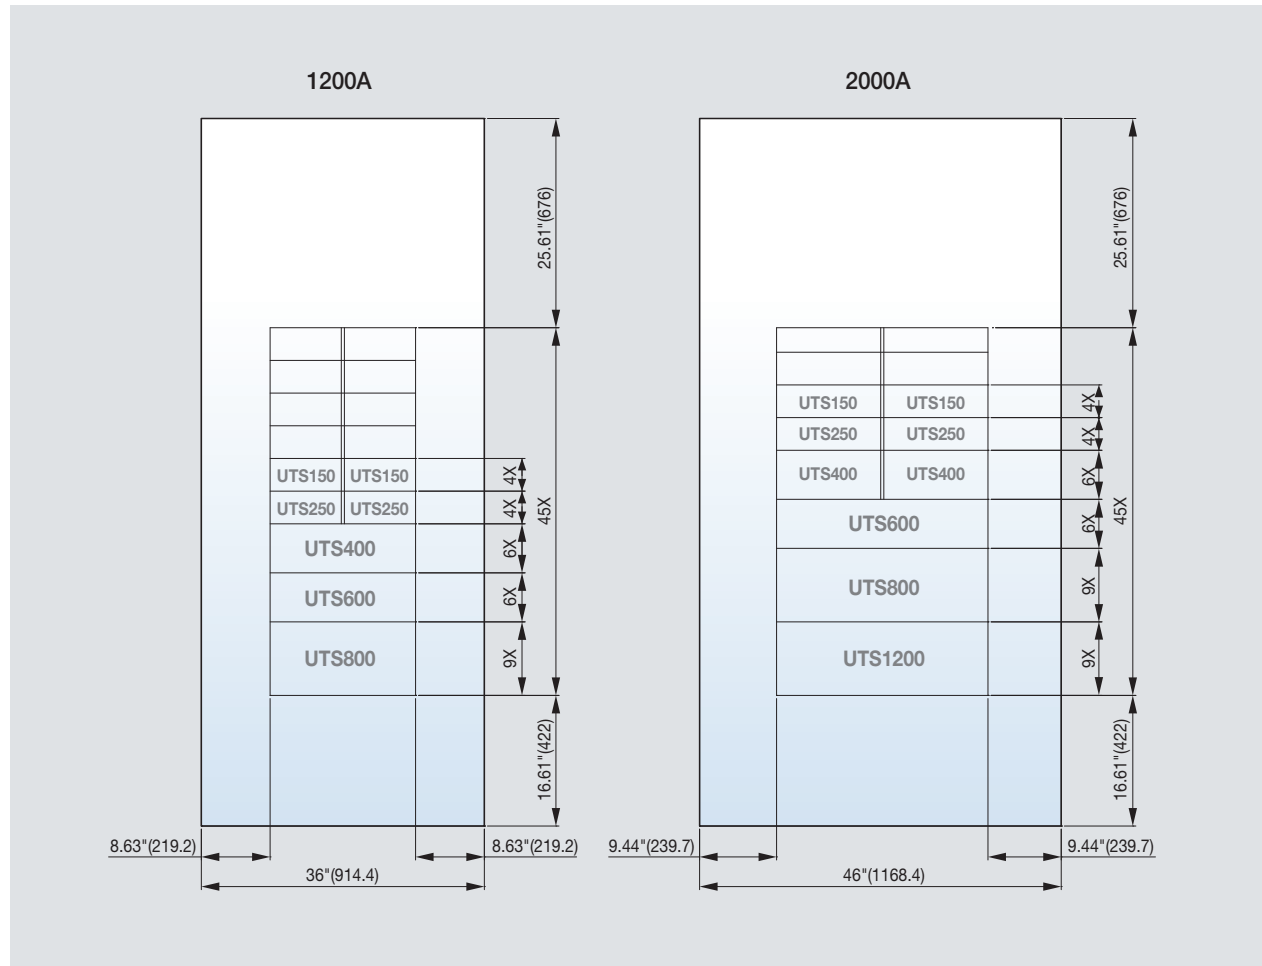 1200A
25.61"(676)
UTS150 UTS150
4X
UTS250 UTS250
4X
UTS400
6X
UTS600
6X
UTS800
9X
45X
16.61"(422)
8.63"(219.2)
8.63"(219.2)
36"(914.4)
2000A
25.61"(676)
UTS150 UTS150
4X
UTS250 UTS250
4X
UTS400 UTS400
6X
UTS600
6X
UTS800
9X
UTS1200
9X
45X
16.61"(422)
9.44"(239.7)
9.44"(239.7)
46"(1168.4)